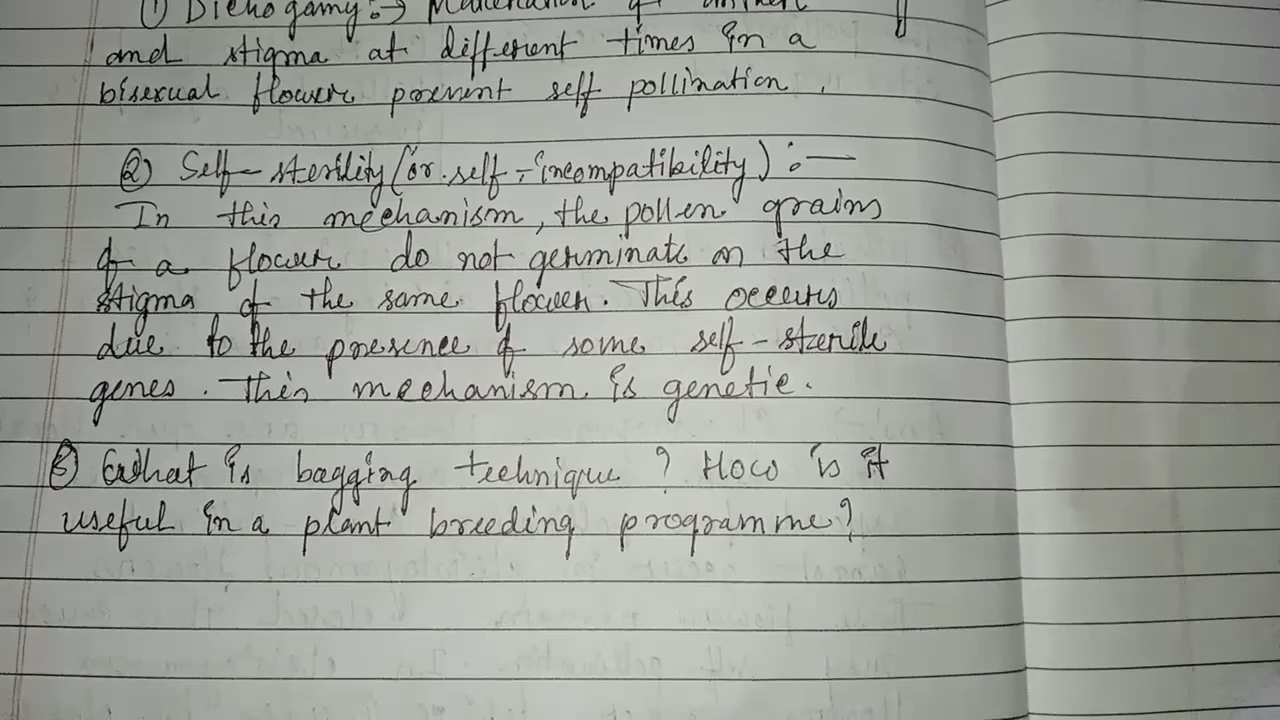 ① Dichogamy :→ Maturation of anther
and stigma at different times in a
bisexual flower prevent self pollination.
② Self-sterility (or self-incompatibility) :—
In this mechanism, the pollen grains
of a flower do not germinate on the
stigma of the same flower. This occurs
due to the presence of some self-sterile
genes. This mechanism is genetic.
What is bagging technique? How is it
useful in a plant breeding programme?